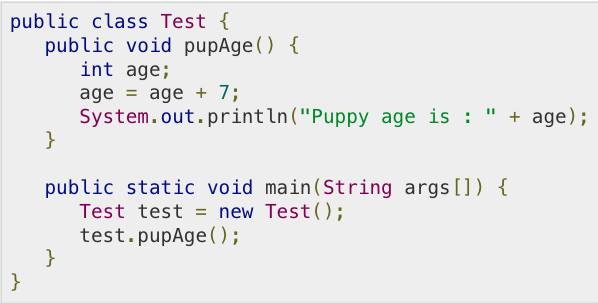 public class Test {
   public void pupAge() {
      int age;
      age = age + 7;
      System.out.println("Puppy age is : " + age);
   }

   public static void main(String args[]) {
      Test test = new Test();
      test.pupAge();
   }
}